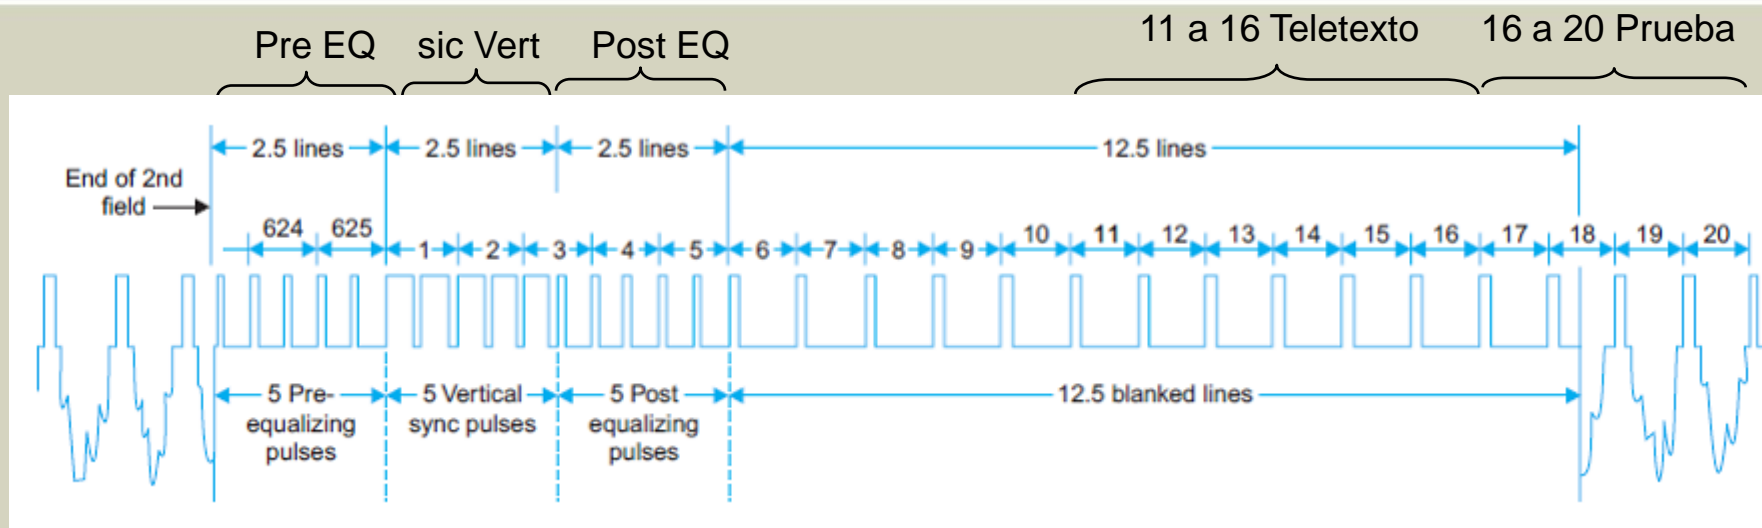 Pre EQ sic Vert Post EQ 11 a 16 Teletexto 16 a 20 Prueba
2.5 lines 2.5 lines 2.5 lines 12.5 lines
End of 2nd
field
624 625 1 2 3 4 5 6 7 8 9 10 11 12 13 14 15 16 17 18 19 20
5 Pre-
equalizing
pulses
5 Vertical
sync pulses
5 Post
equalizing
pulses
12.5 blanked lines